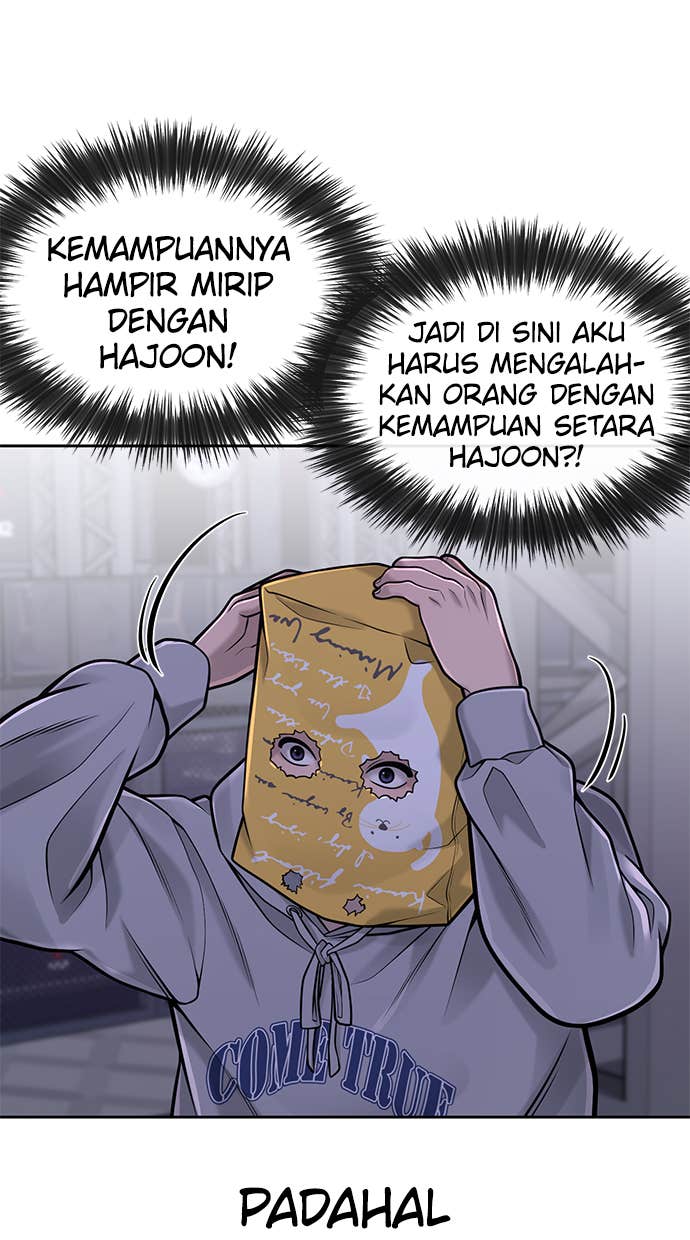 KEMAMPUANNYA
HAMPIR MIRIP
DENGAN
HAJOON!
JADI DI SINI AKU
HARUS MENGALAH-
KAN ORANG DENGAN
KEMAMPUAN SETARA
HAJOON?!
Missing
COME TRUE
PADAHAL